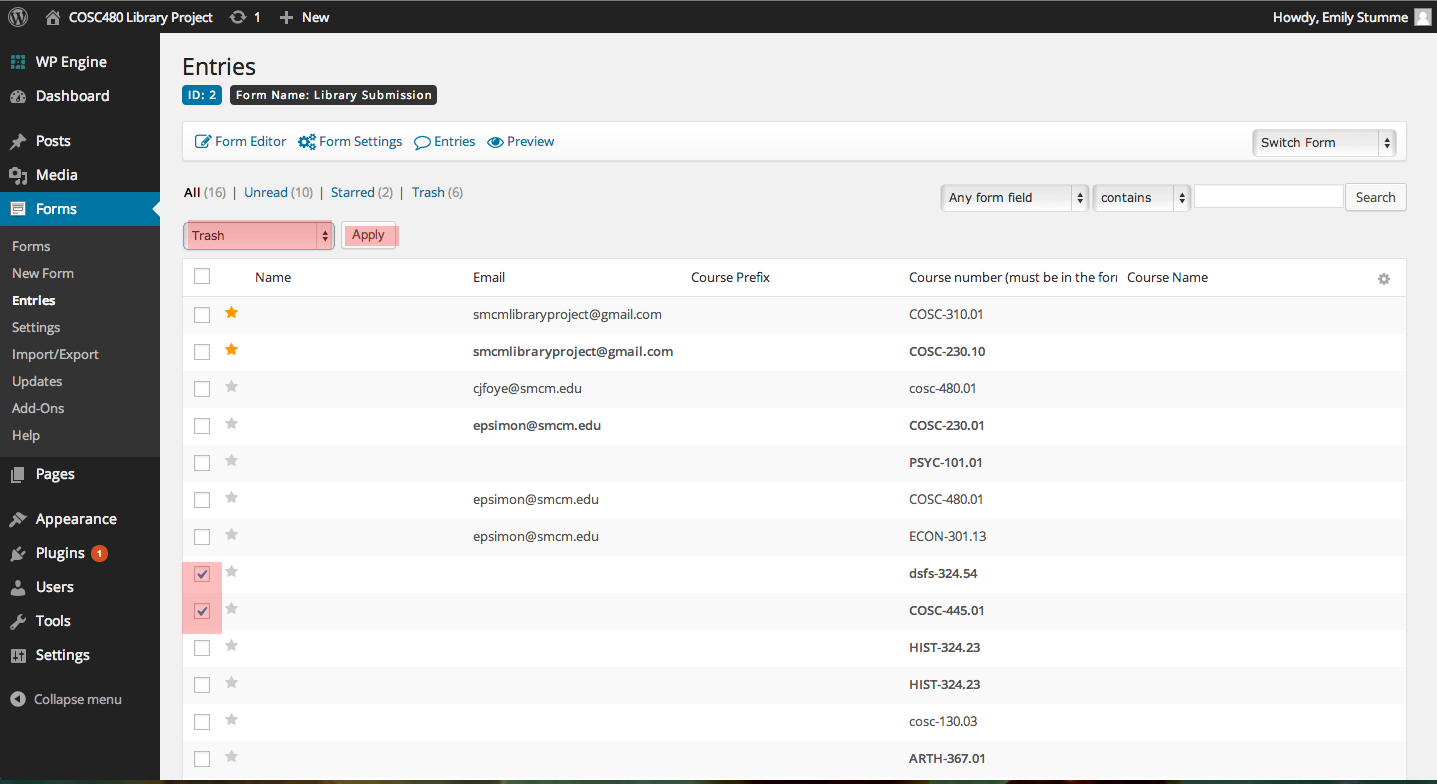 COSC480 Library Project 1 + New Howdy, Emily Stumme
WP Engine
Dashboard
Posts
Media
Forms
Forms
New Form
Entries
Settings
Import/Export
Updates
Add-Ons
Help
Pages
Appearance
Plugins 1
Users
Tools
Settings
Collapse menu
Entries
ID: 2 Form Name: Library Submission
Form Editor Form Settings Entries Preview Switch Form
All (16) | Unread (10) | Starred (2) | Trash (6)
Any form field contains Search
Trash Apply
Name Email Course Prefix Course number (must be in the for Course Name
smcmlibraryproject@gmail.com COSC-310.01
smcmlibraryproject@gmail.com COSC-230.10
cjfoye@smcm.edu cosc-480.01
epsimon@smcm.edu COSC-230.01
PSYC-101.01
epsimon@smcm.edu COSC-480.01
epsimon@smcm.edu ECON-301.13
dsfs-324.54
COSC-445.01
HIST-324.23
HIST-324.23
cosc-130.03
ARTH-367.01